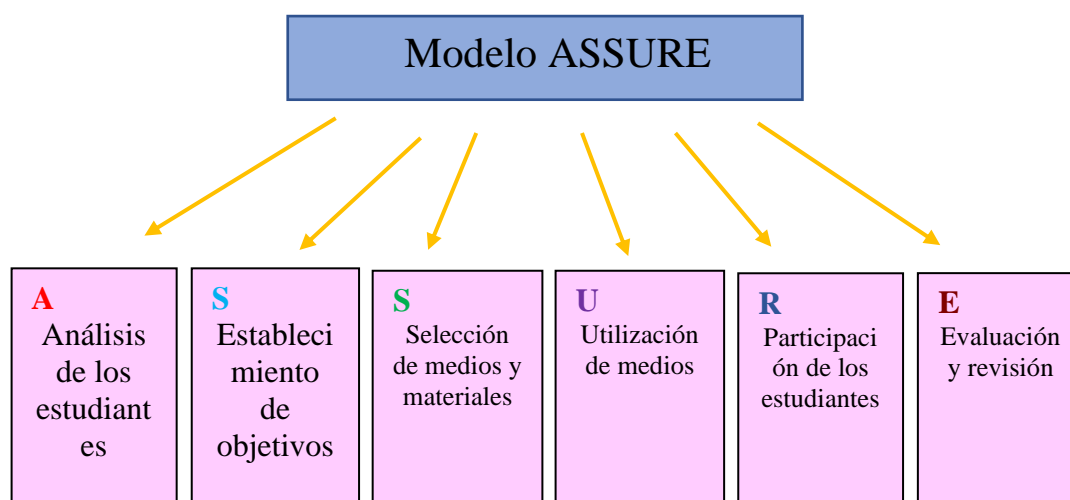 Modelo ASSURE
A
Análisis
de los
estudiant
es
S
Estableci
miento
de
objetivos
S
Selección
de medios y
materiales
U
Utilización
de medios
R
Participaci
ón de los
estudiantes
E
Evaluación
y revisión